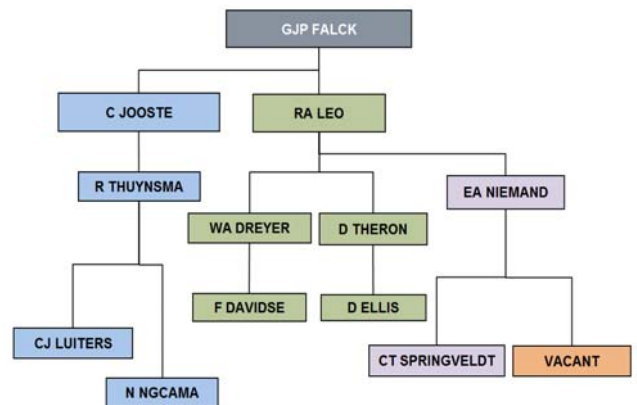 GJP FALCK
C JOOSTE
RA LEO
R THUYNSMA
EA NIEMAND
WA DREYER
D THERON
F DAVIDSE
D ELLIS
CJ LUITERS
CT SPRINGVELDT
VACANT
N NGCAMA